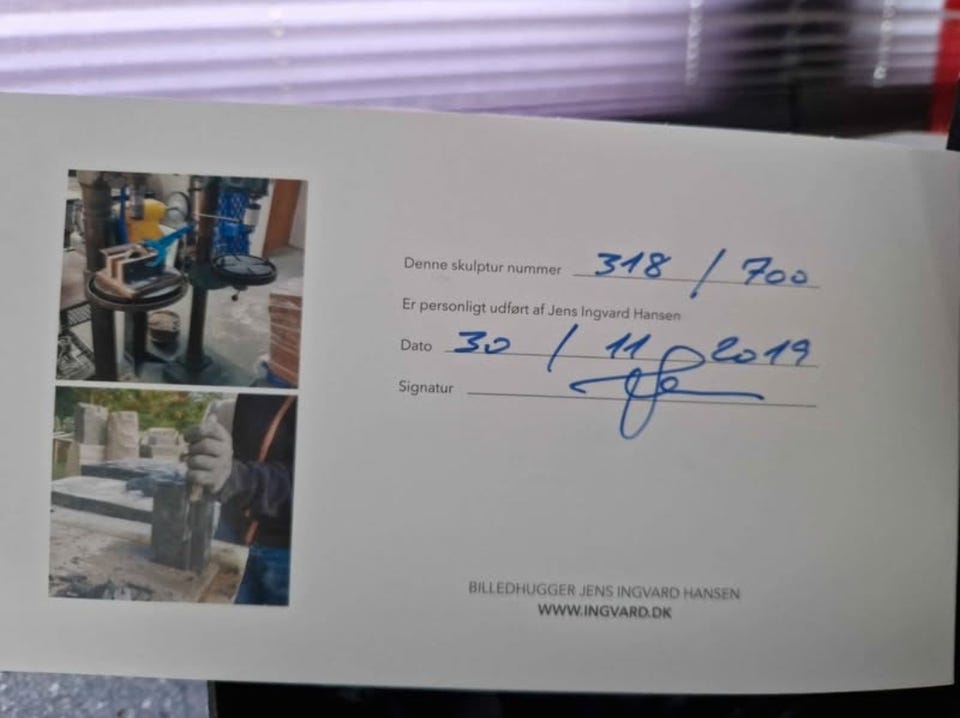 Denne skulptur nummer 318 / 700
Er personligt udført af Jens Ingvard Hansen
Dato 30 / 11 2019
Signatur
BILLEDHUGGER JENS INGVARD HANSEN
WWW.INGVARD.DK